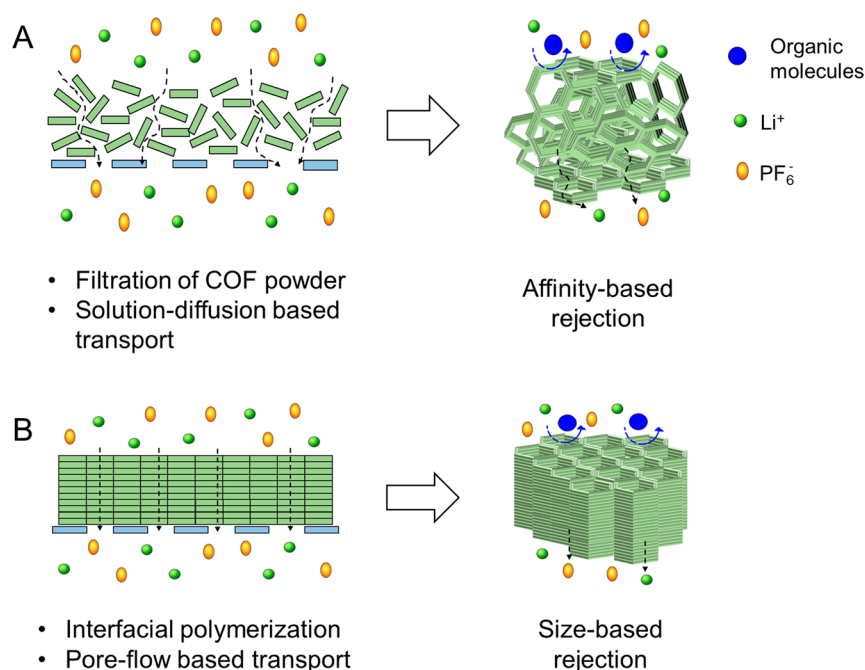 A
Organic
molecules
Li⁺
PF₆⁻
• Filtration of COF powder
• Solution-diffusion based
transport
Affinity-based
rejection
B
• Interfacial polymerization
• Pore-flow based transport
Size-based
rejection